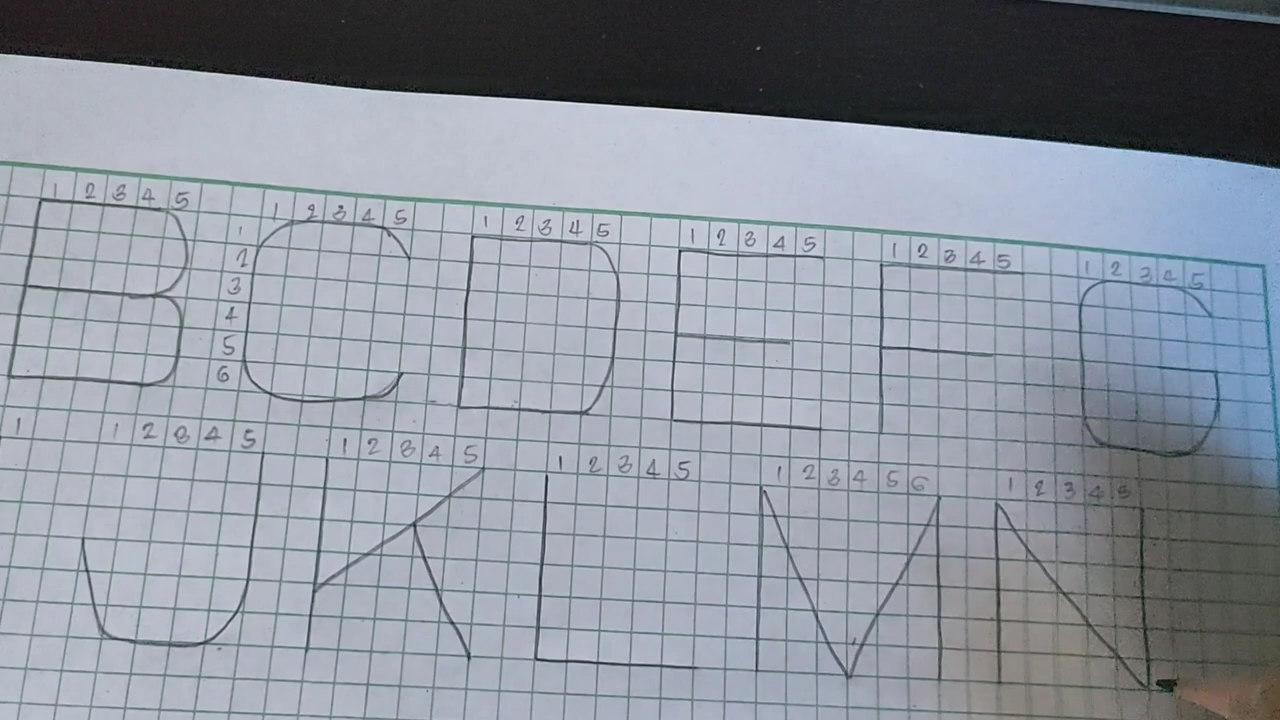 1 2 3 4 5 1 2 3 4 5 1 2 3 4 5 1 2 3 4 5 1 2 3 4 5 1 2 3 4 5
B C D E F G
1
2
3
4
5
6
1 1 2 3 4 5 1 2 3 4 5 1 2 3 4 5 1 2 3 4 5 6 1 2 3 4 5
J K L M N